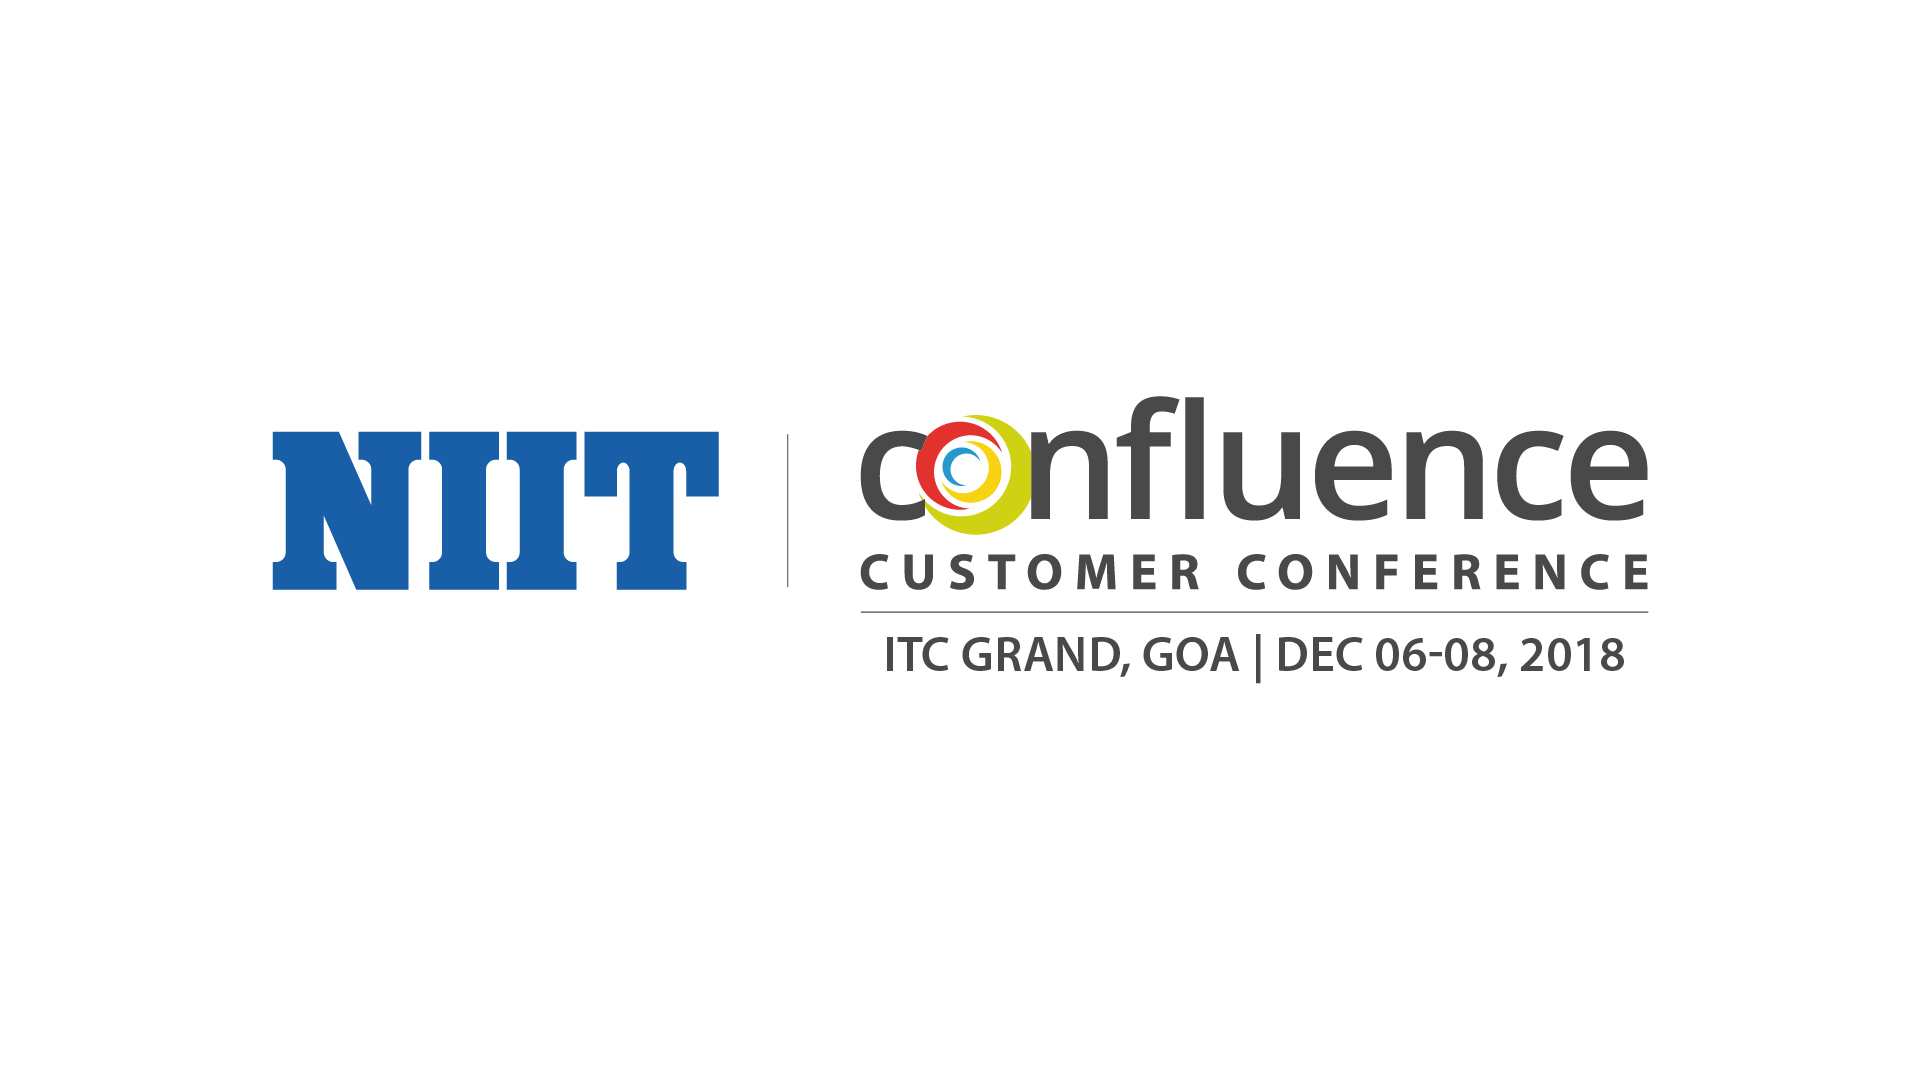 NIIT
confluence
CUSTOMER CONFERENCE
ITC GRAND, GOA | DEC 06-08, 2018